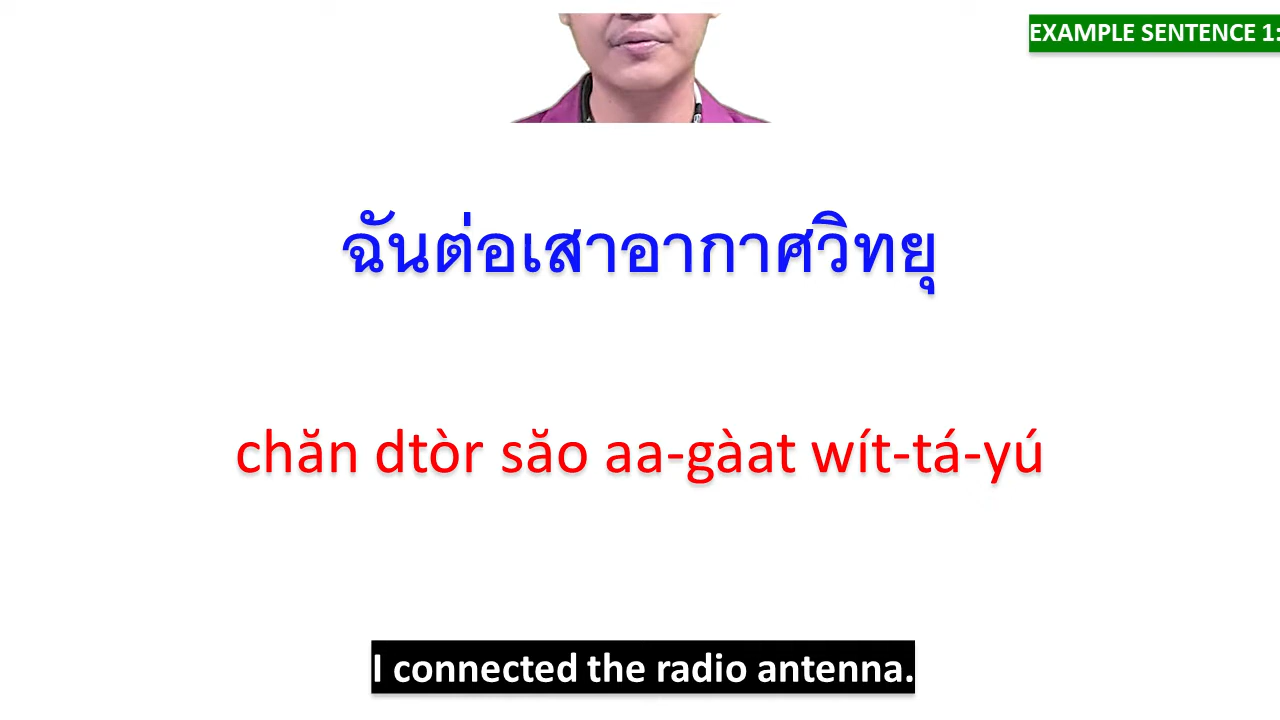 EXAMPLE SENTENCE 1:
ฉันต่อเสาอากาศวิทยุ
chăn dtòr săo aa-gàat wít-tá-yú
I connected the radio antenna.